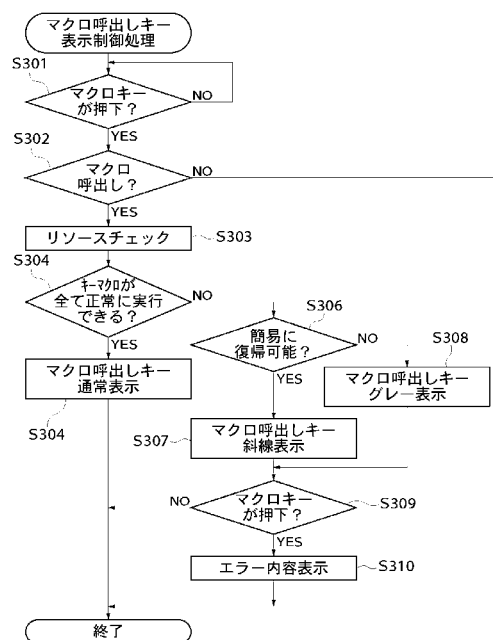 マクロ呼出しキー
表示制御処理
S301
マクロキー
が押下？
NO
YES
S302
マクロ
呼出し？
NO
YES
リソースチェック
S303
S304
キーマクロが
全て正常に実行
できる？
NO
YES
マクロ呼出しキー
通常表示
S304
S306
簡易に
復帰可能？
NO
YES
S308
マクロ呼出しキー
グレー表示
マクロ呼出しキー
斜線表示
S307
マクロキー
が押下？
NO
S309
YES
エラー内容表示
S310
終了